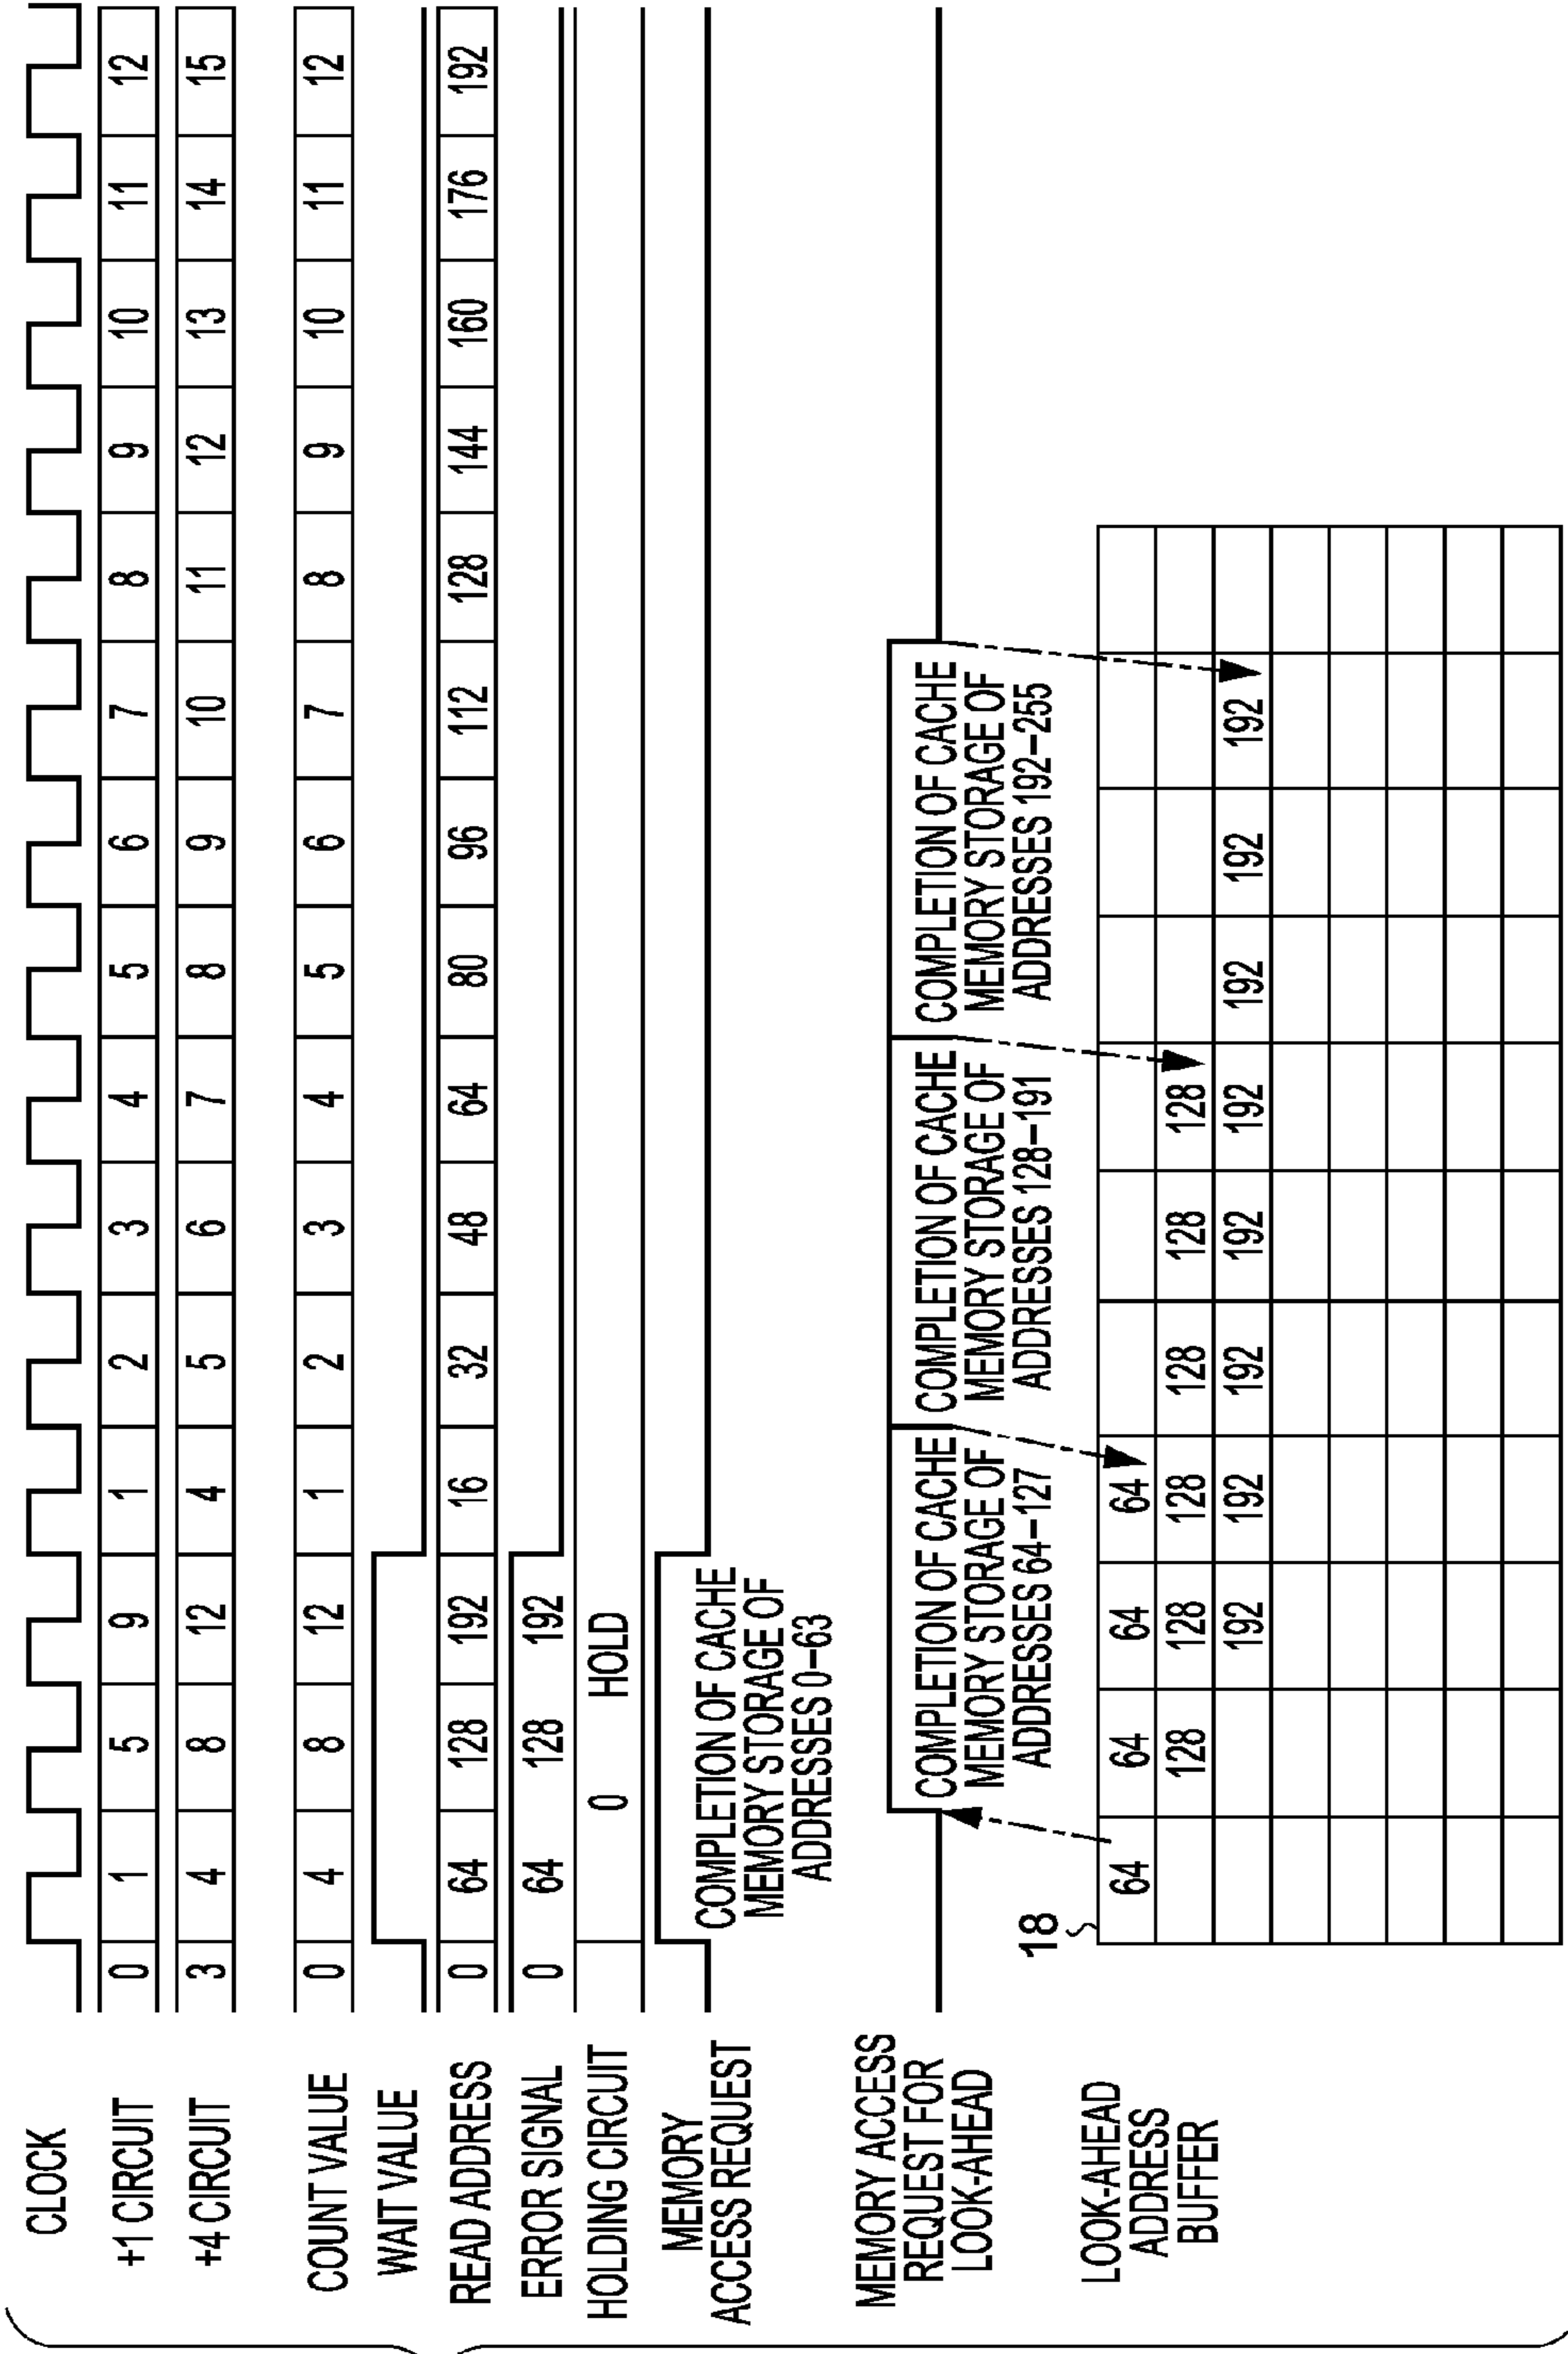 CLOCK
+1 CIRCUIT 0 1 5 9 1 2 3 4 5 6 7 8 9 10 11 12
+4 CIRCUIT 3 4 8 12 4 5 6 7 8 9 10 11 12 13 14 15
COUNT VALUE 0 4 8 12 1 2 3 4 5 6 7 8 9 10 11 12
WAIT VALUE
READ ADDRESS 0 64 128 192 16 32 48 64 80 96 112 128 144 160 176 192
ERROR SIGNAL 0 64 128 192
HOLDING CIRCUIT 0 HOLD
MEMORY
ACCESS REQUEST
COMPLETION OF CACHE
MEMORY STORAGE OF
ADDRESSES 0-63
MEMORY ACCESS
REQUEST FOR
LOOK-AHEAD
COMPLETION OF CACHE
MEMORY STORAGE OF
ADDRESSES 64-127
COMPLETION OF CACHE
MEMORY STORAGE OF
ADDRESSES 128-191
COMPLETION OF CACHE
MEMORY STORAGE OF
ADDRESSES 192-255
18
LOOK-AHEAD
ADDRESS
BUFFER
64 64 64 64
128 128 128 128 128 128
192 192 192 192 192 192 192 192